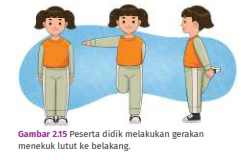 Gambar 2.15 Peserta didik melakukan gerakan
menekuk lutut ke belakang.